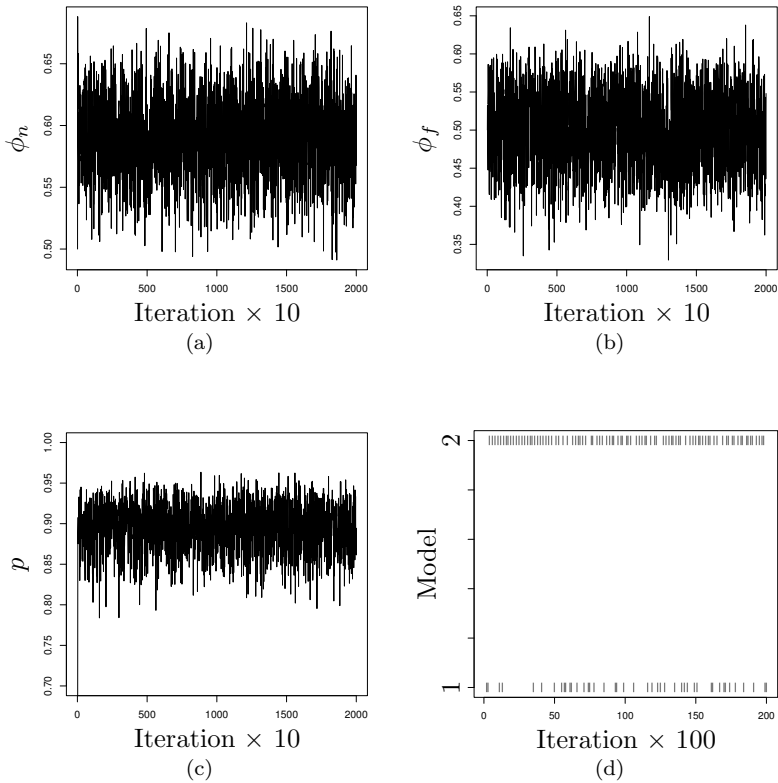 0.65
0.60
0.55
0.50
ϕn
0 500 1000 1500 2000
Iteration × 10
(a)
0.65
0.60
0.55
0.50
0.45
0.40
0.35
ϕf
0 500 1000 1500 2000
Iteration × 10
(b)
1.00
0.95
0.90
0.85
0.80
0.75
0.70
p
0 500 1000 1500 2000
Iteration × 10
(c)
2
1
Model
0 50 100 150 200
Iteration × 100
(d)